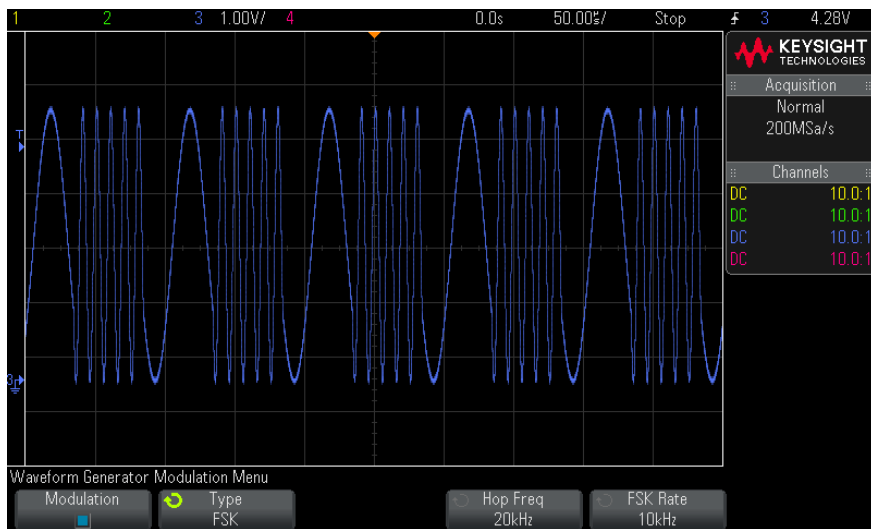 1 2 3 1.00V/ 4 0.0s 50.00µs/ Stop 3 4.28V
KEYSIGHT
TECHNOLOGIES
Acquisition
Normal
200MSa/s
Channels
DC 10.0:1
DC 10.0:1
DC 10.0:1
DC 10.0:1
T
3
Waveform Generator Modulation Menu
Modulation
Type
FSK
Hop Freq
20kHz
FSK Rate
10kHz